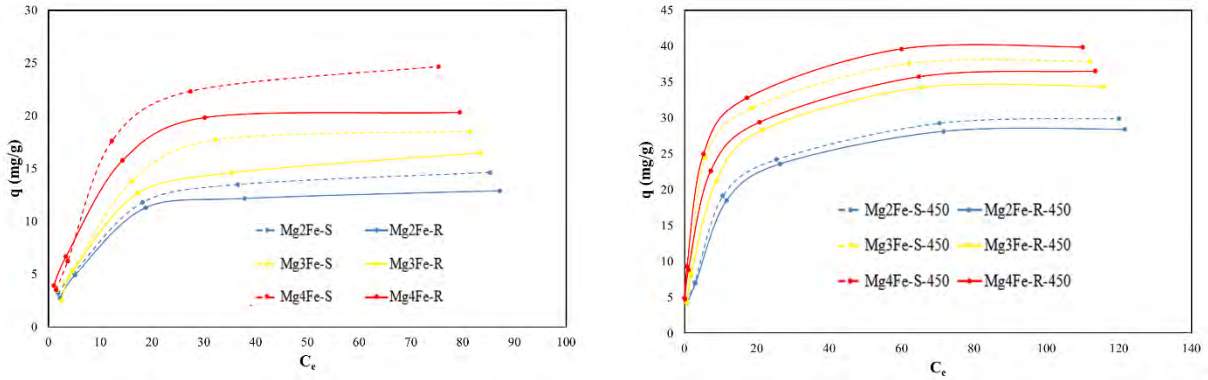 30
25
20
15
10
5
0
q (mg/g)
0 10 20 30 40 50 60 70 80 90 100
Cₑ
Mg2Fe-S Mg2Fe-R
Mg3Fe-S Mg3Fe-R
Mg4Fe-S Mg4Fe-R
45
40
35
30
25
20
15
10
5
0
q (mg/g)
0 20 40 60 80 100 120 140
Cₑ
Mg2Fe-S-450 Mg2Fe-R-450
Mg3Fe-S-450 Mg3Fe-R-450
Mg4Fe-S-450 Mg4Fe-R-450